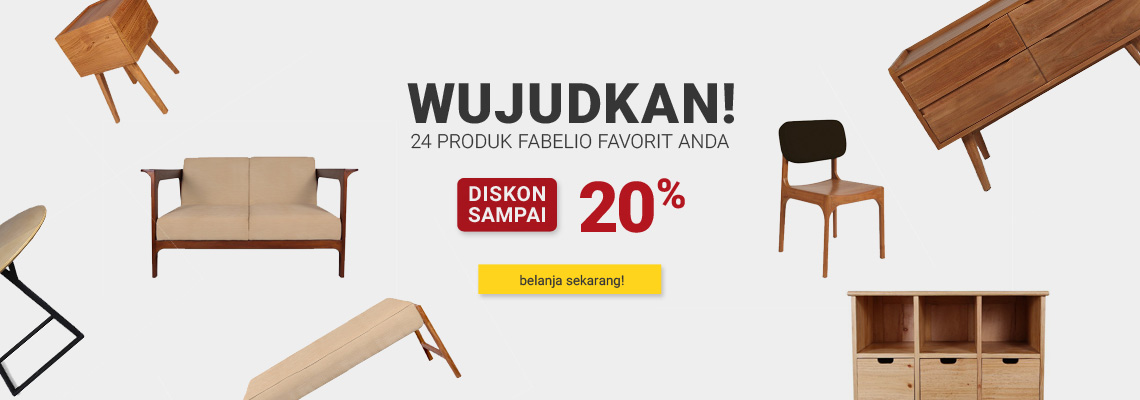 WUJUDKAN!
24 PRODUK FABELIO FAVORIT ANDA
DISKON
SAMPAI
20%
belanja sekarang!